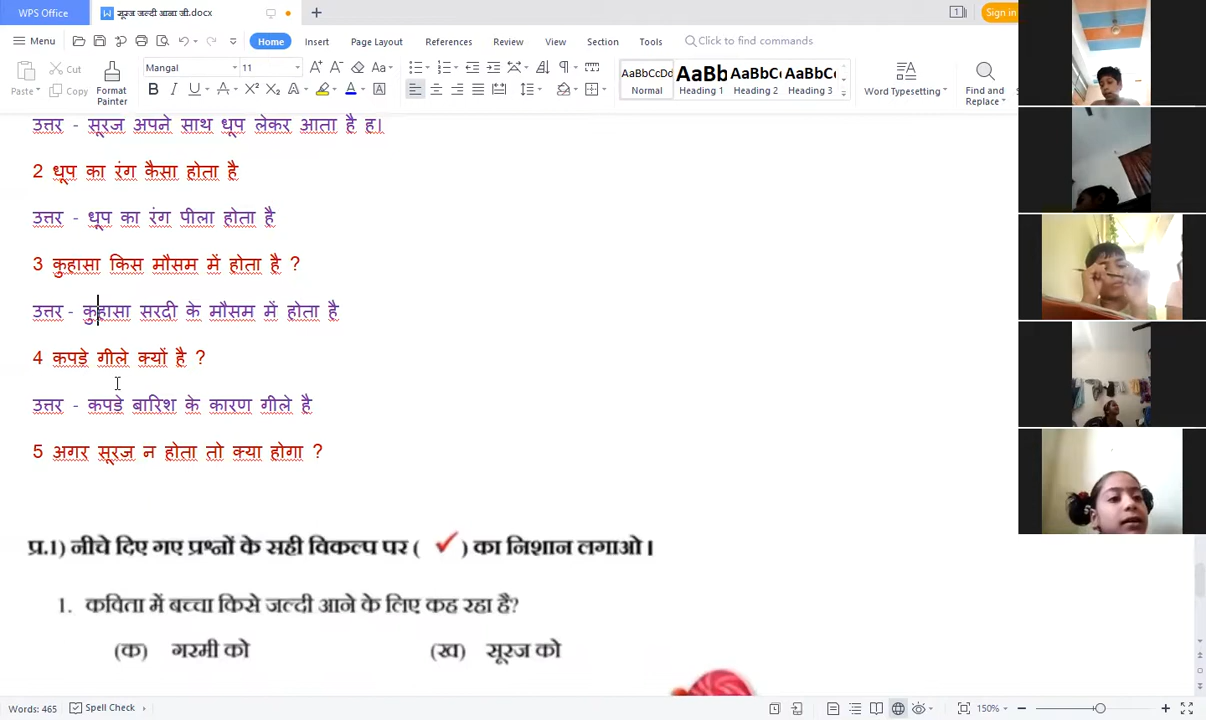 WPS Office
सूरज जल्दी आना जी.docx
Sign in
Menu
Home Insert Page Layout References Review View Section Tools Click to find commands
Paste Cut Copy Format Painter
Mangal 11
AaBbCcDd AaBb AaBbC AaBbC
Normal Heading 1 Heading 2 Heading 3
Word Typesetting Find and Replace
उत्तर - सूरज अपने साथ धूप लेकर आता है ह।
2 धूप का रंग कैसा होता है
उत्तर - धूप का रंग पीला होता है
3 कुहासा किस मौसम में होता है ?
उत्तर - कुहासा सरदी के मौसम में होता है
4 कपड़े गीले क्यों है ?
उत्तर - कपड़े बारिश के कारण गीले है
5 अगर सूरज न होता तो क्या होगा ?
प्र.1) नीचे दिए गए प्रश्नों के सही विकल्प पर ( ✓ ) का निशान लगाओ।
1. कविता में बच्चा किसे जल्दी आने के लिए कह रहा है?
(क) गरमी को (ख) सूरज को
Words: 465 Spell Check 150%